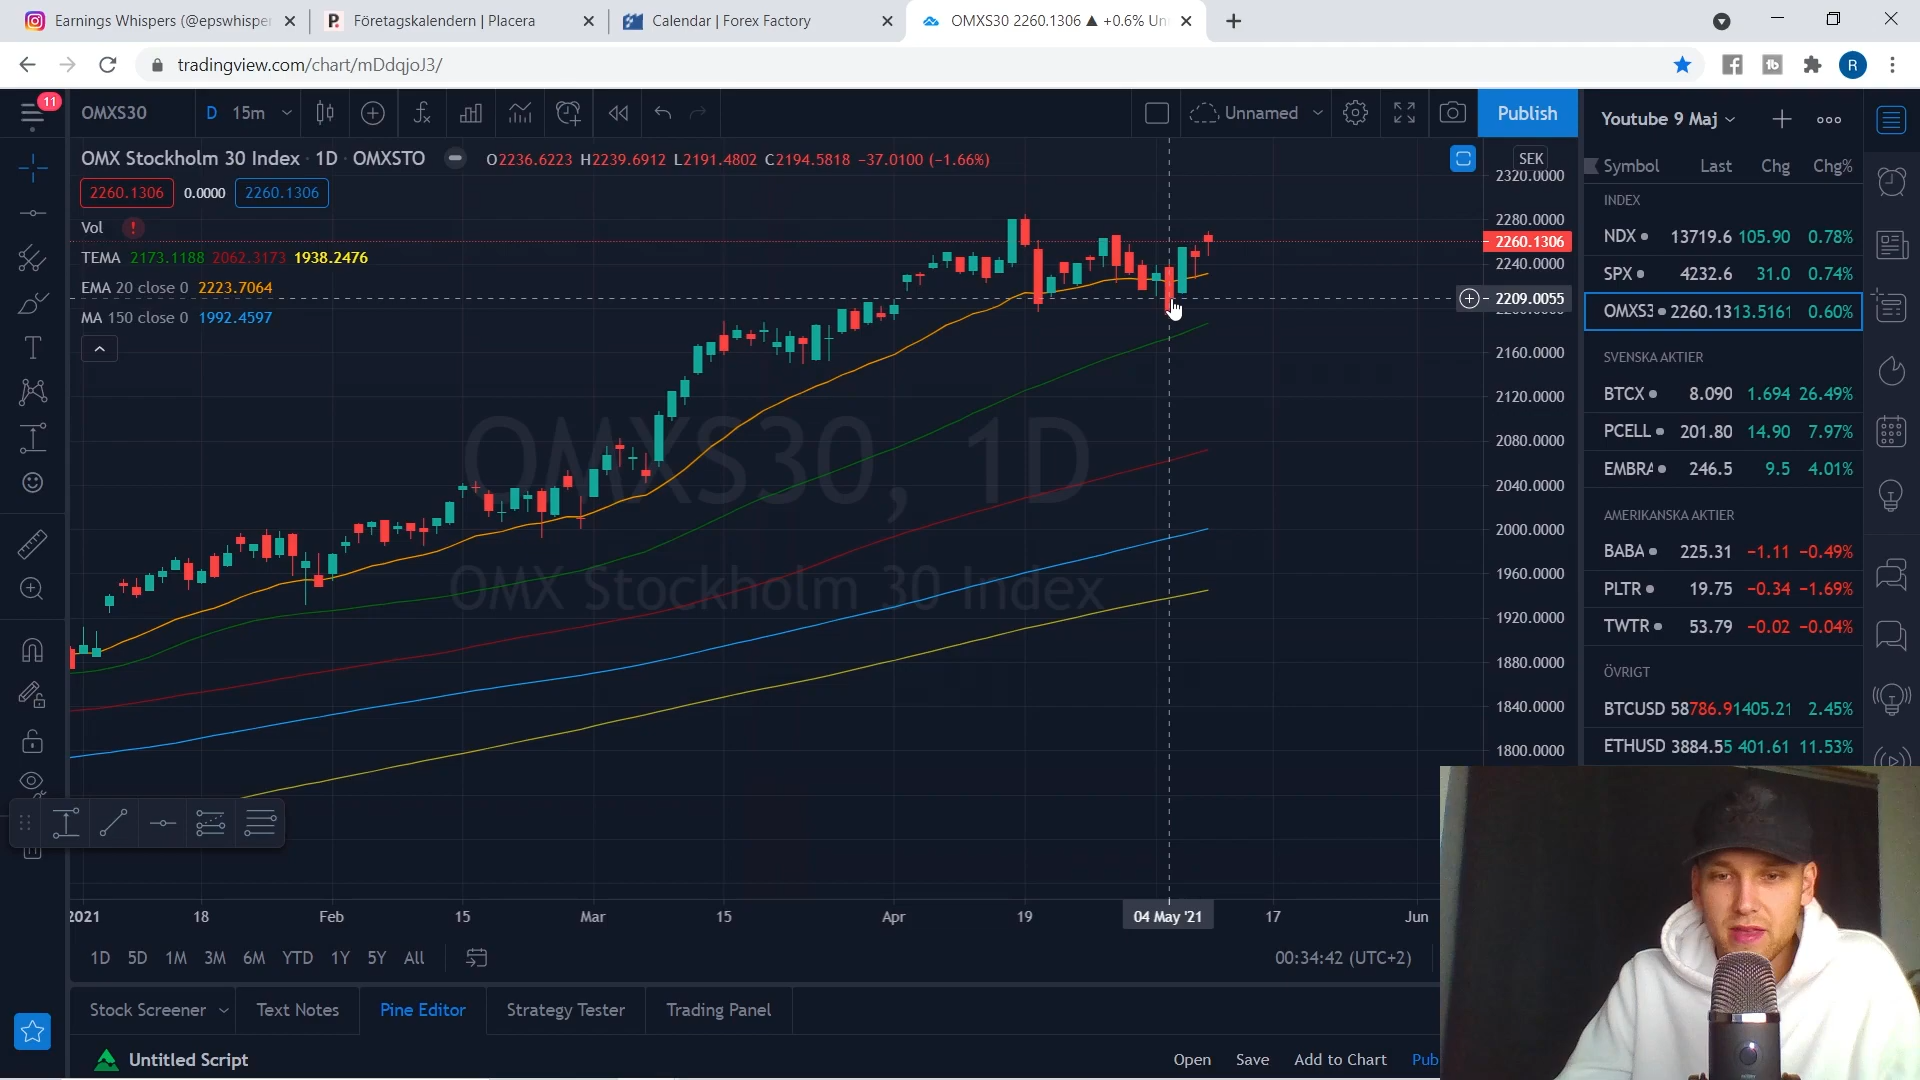 Earnings Whispers (@epswhisper
Företagskalendern | Placera
Calendar | Forex Factory
OMXS30 2260.1306 ▲ +0.6% Un
tradingview.com/chart/mDdqjoJ3/
R
11
OMXS30
D 15m
Unnamed
Publish
Youtube 9 Maj
OMX Stockholm 30 Index · 1D · OMXSTO
O2236.6223 H2239.6912 L2191.4802 C2194.5818 −37.0100 (−1.66%)
2260.1306 0.0000 2260.1306
Vol
TEMA 2173.1188 2062.3173 1938.2476
EMA 20 close 0 2223.7064
MA 150 close 0 1992.4597
OMXS30, 1D
OMX Stockholm 30 Index
SEK
2320.0000
2280.0000
2260.1306
2240.0000
2209.0055
2160.0000
2120.0000
2080.0000
2040.0000
2000.0000
1960.0000
1920.0000
1880.0000
1840.0000
1800.0000
Symbol Last Chg Chg%
INDEX
NDX 13719.6 105.90 0.78%
SPX 4232.6 31.0 0.74%
OMXS3 2260.13 13.5161 0.60%
SVENSKA AKTIER
BTCX 8.090 1.694 26.49%
PCELL 201.80 14.90 7.97%
EMBRA 246.5 9.5 4.01%
AMERIKANSKA AKTIER
BABA 225.31 −1.11 −0.49%
PLTR 19.75 −0.34 −1.69%
TWTR 53.79 −0.02 −0.04%
ÖVRIGT
BTCUSD 58786.9 1405.21 2.45%
ETHUSD 3884.55 401.61 11.53%
2021 18 Feb 15 Mar 15 Apr 19 04 May '21 17 Jun
1D 5D 1M 3M 6M YTD 1Y 5Y All
00:34:42 (UTC+2)
Stock Screener Text Notes Pine Editor Strategy Tester Trading Panel
Untitled Script
Open Save Add to Chart Pub